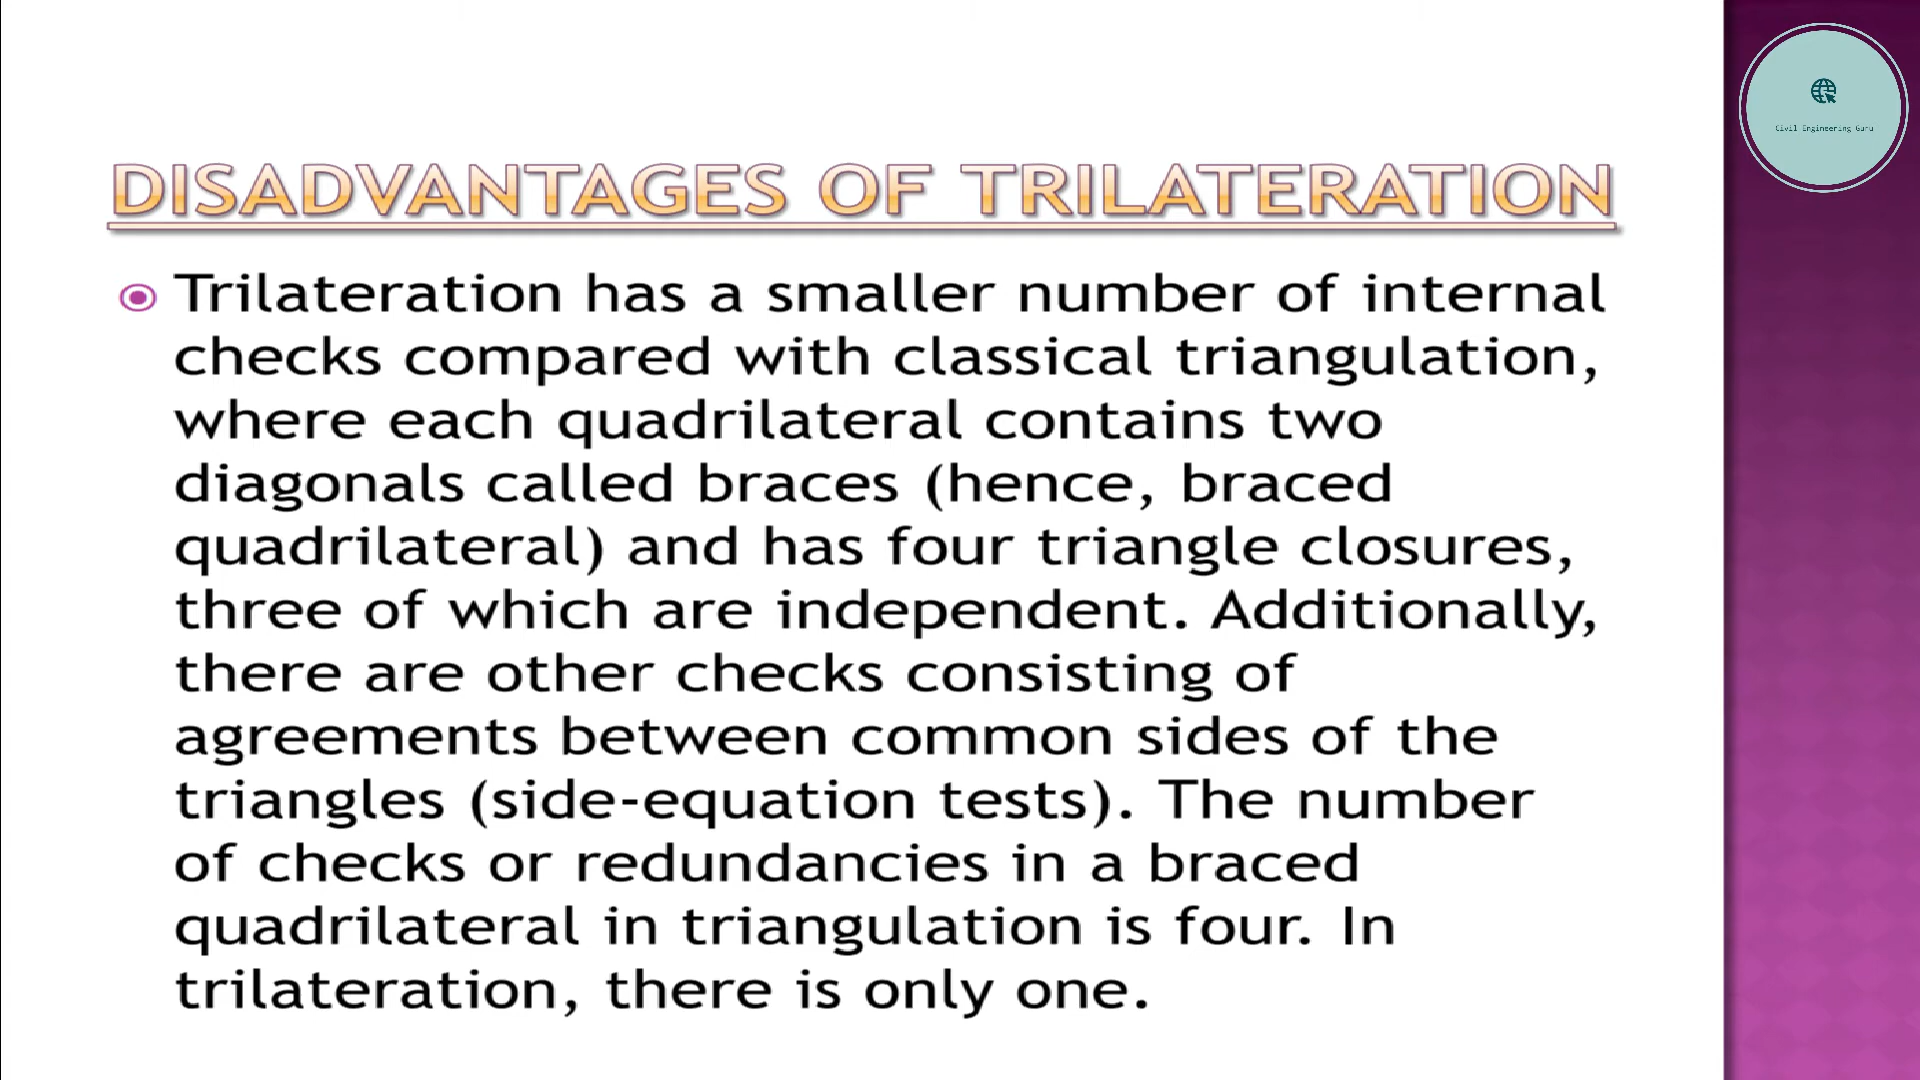 Civil Engineering Guru
DISADVANTAGES OF TRILATERATION
Trilateration has a smaller number of internal
checks compared with classical triangulation,
where each quadrilateral contains two
diagonals called braces (hence, braced
quadrilateral) and has four triangle closures,
three of which are independent. Additionally,
there are other checks consisting of
agreements between common sides of the
triangles (side-equation tests). The number
of checks or redundancies in a braced
quadrilateral in triangulation is four. In
trilateration, there is only one.